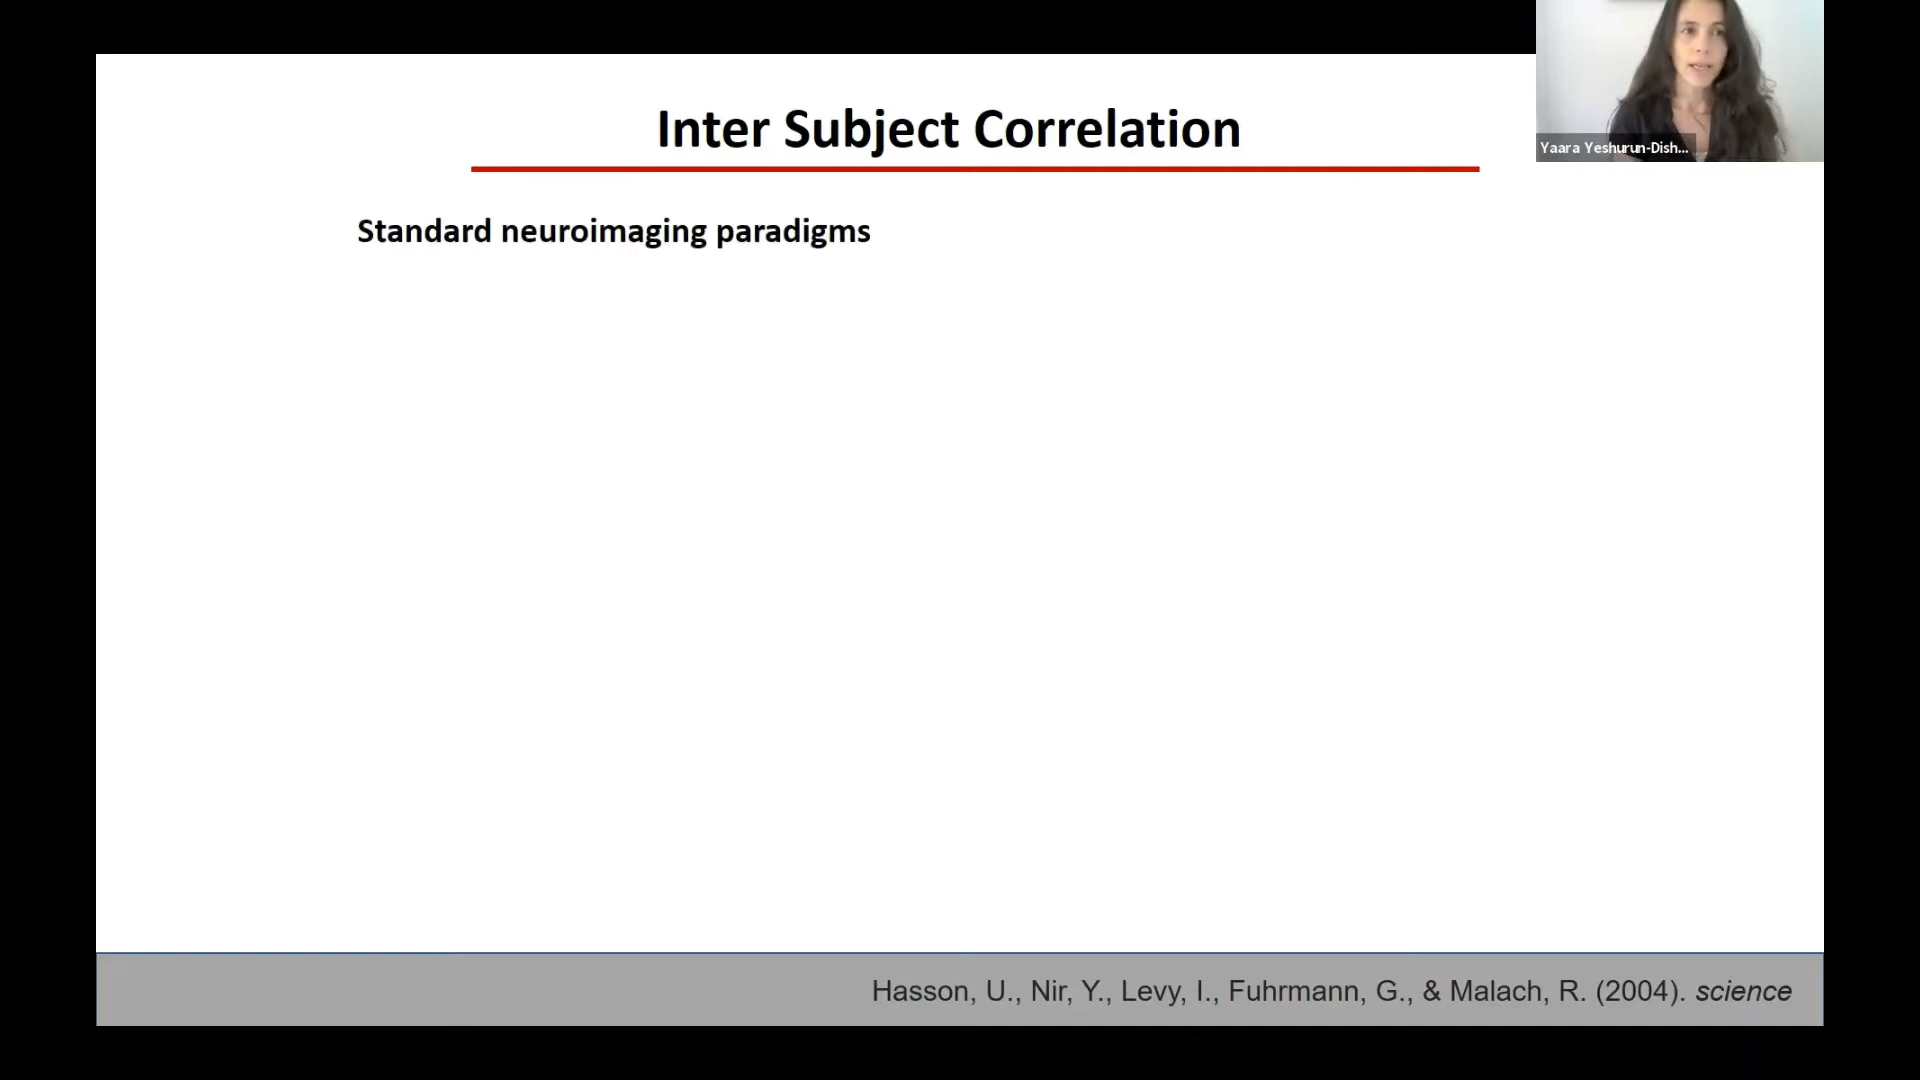 Inter Subject Correlation
Yaara Yeshurun-Dish...
Standard neuroimaging paradigms
Hasson, U., Nir, Y., Levy, I., Fuhrmann, G., & Malach, R. (2004). science